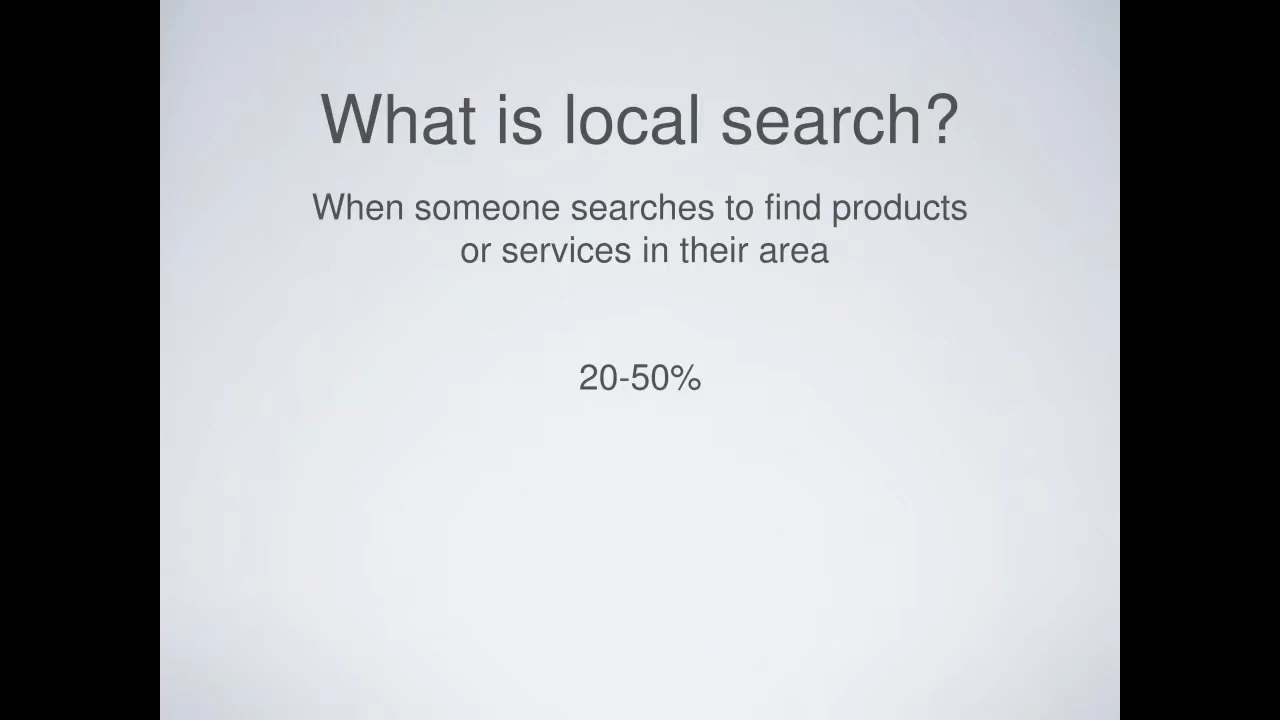 What is local search?
When someone searches to find products
or services in their area
20-50%